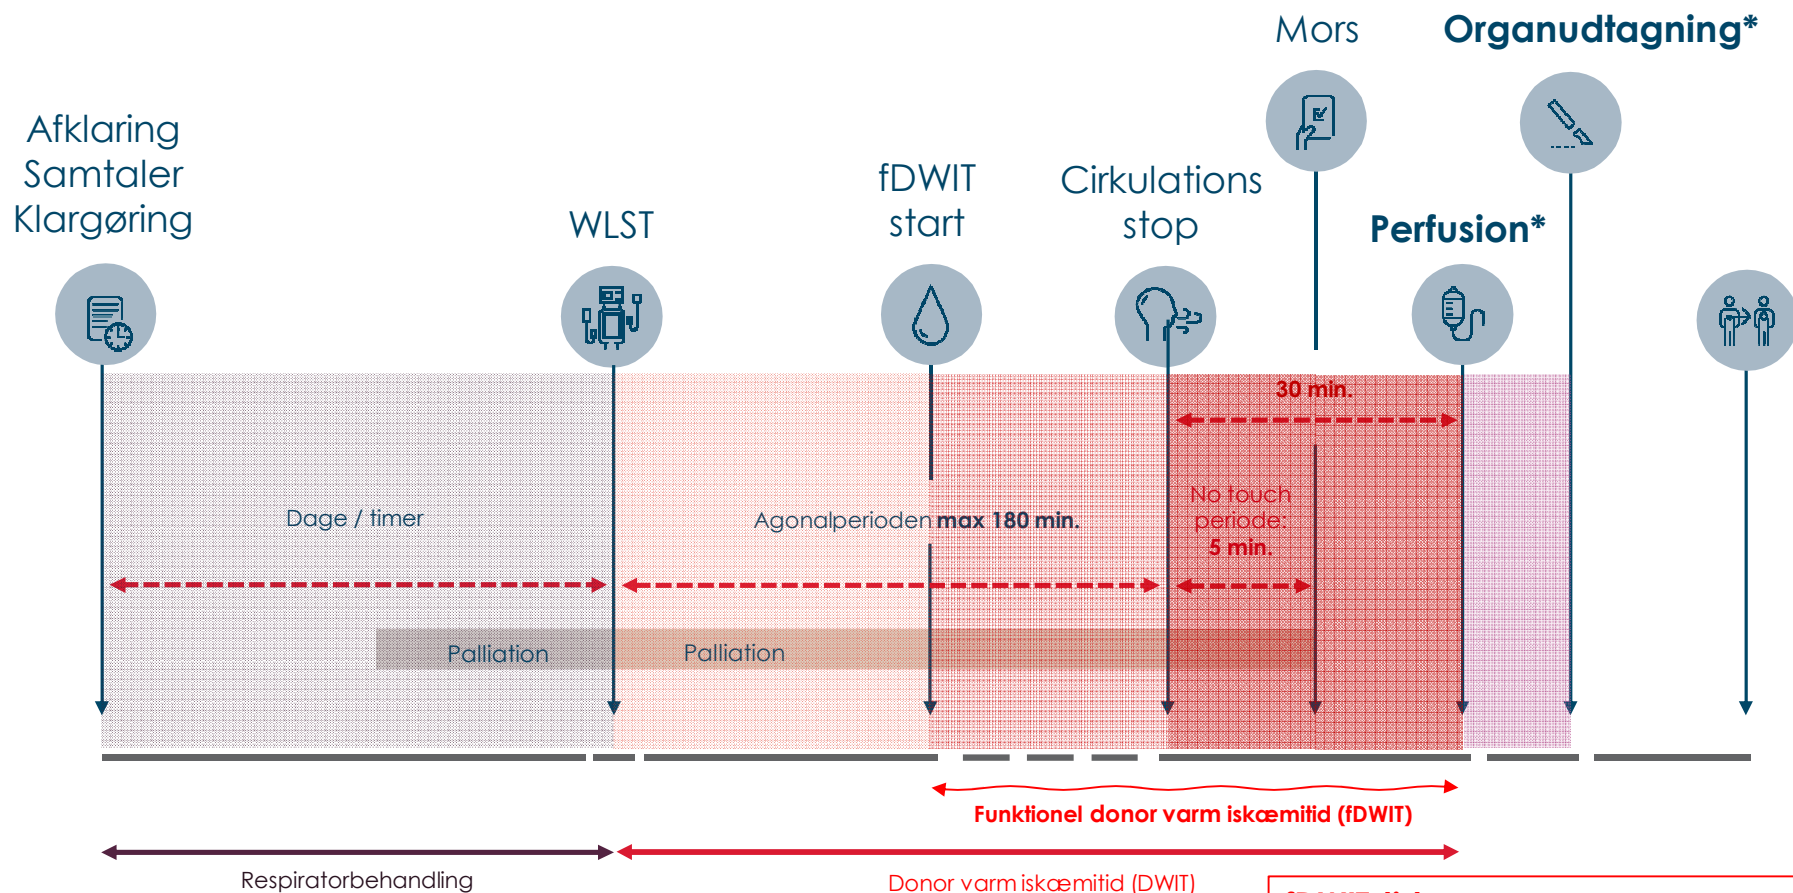 Mors
Organudtagning*
Afklaring
Samtaler
Klargøring
WLST
fDWIT
start
Cirkulations
stop
Perfusion*
30 min.
Dage / timer
Agonalperioden max 180 min.
No touch
periode:
5 min.
Palliation
Palliation
Funktionel donor varm iskæmitid (fDWIT)
Respiratorbehandling
Donor varm iskæmitid (DWIT)